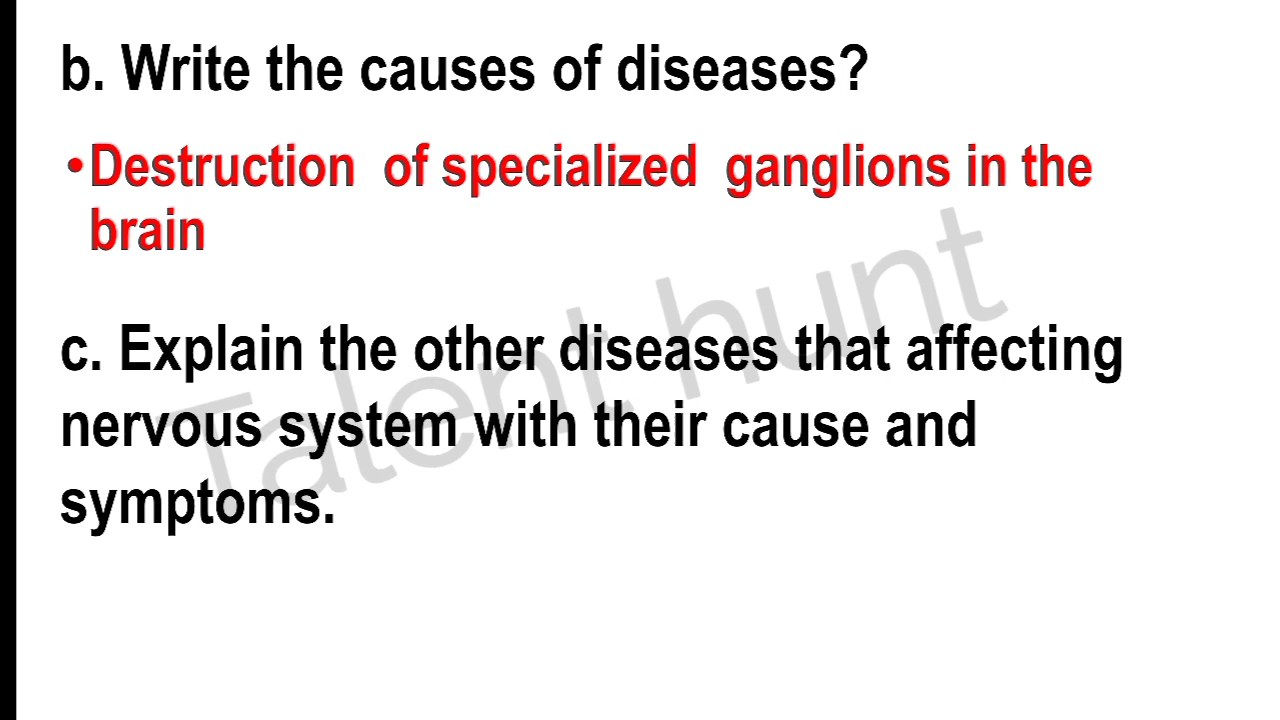 b. Write the causes of diseases?
•Destruction of specialized ganglions in the
brain
c. Explain the other diseases that affecting
nervous system with their cause and
symptoms.
Talent hunt